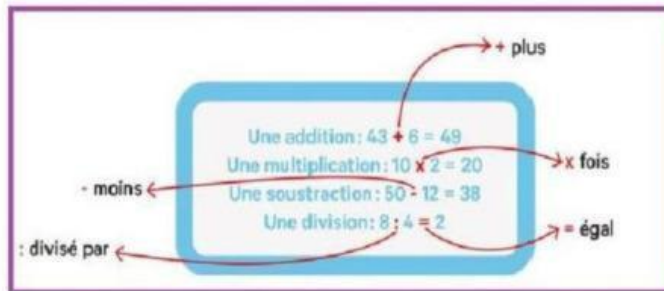 + plus
Une addition : 43 + 6 = 49
Une multiplication : 10 x 2 = 20
x fois
- moins
Une soustraction : 50 - 12 = 38
Une division : 8 : 4 = 2
= égal
: divisé par